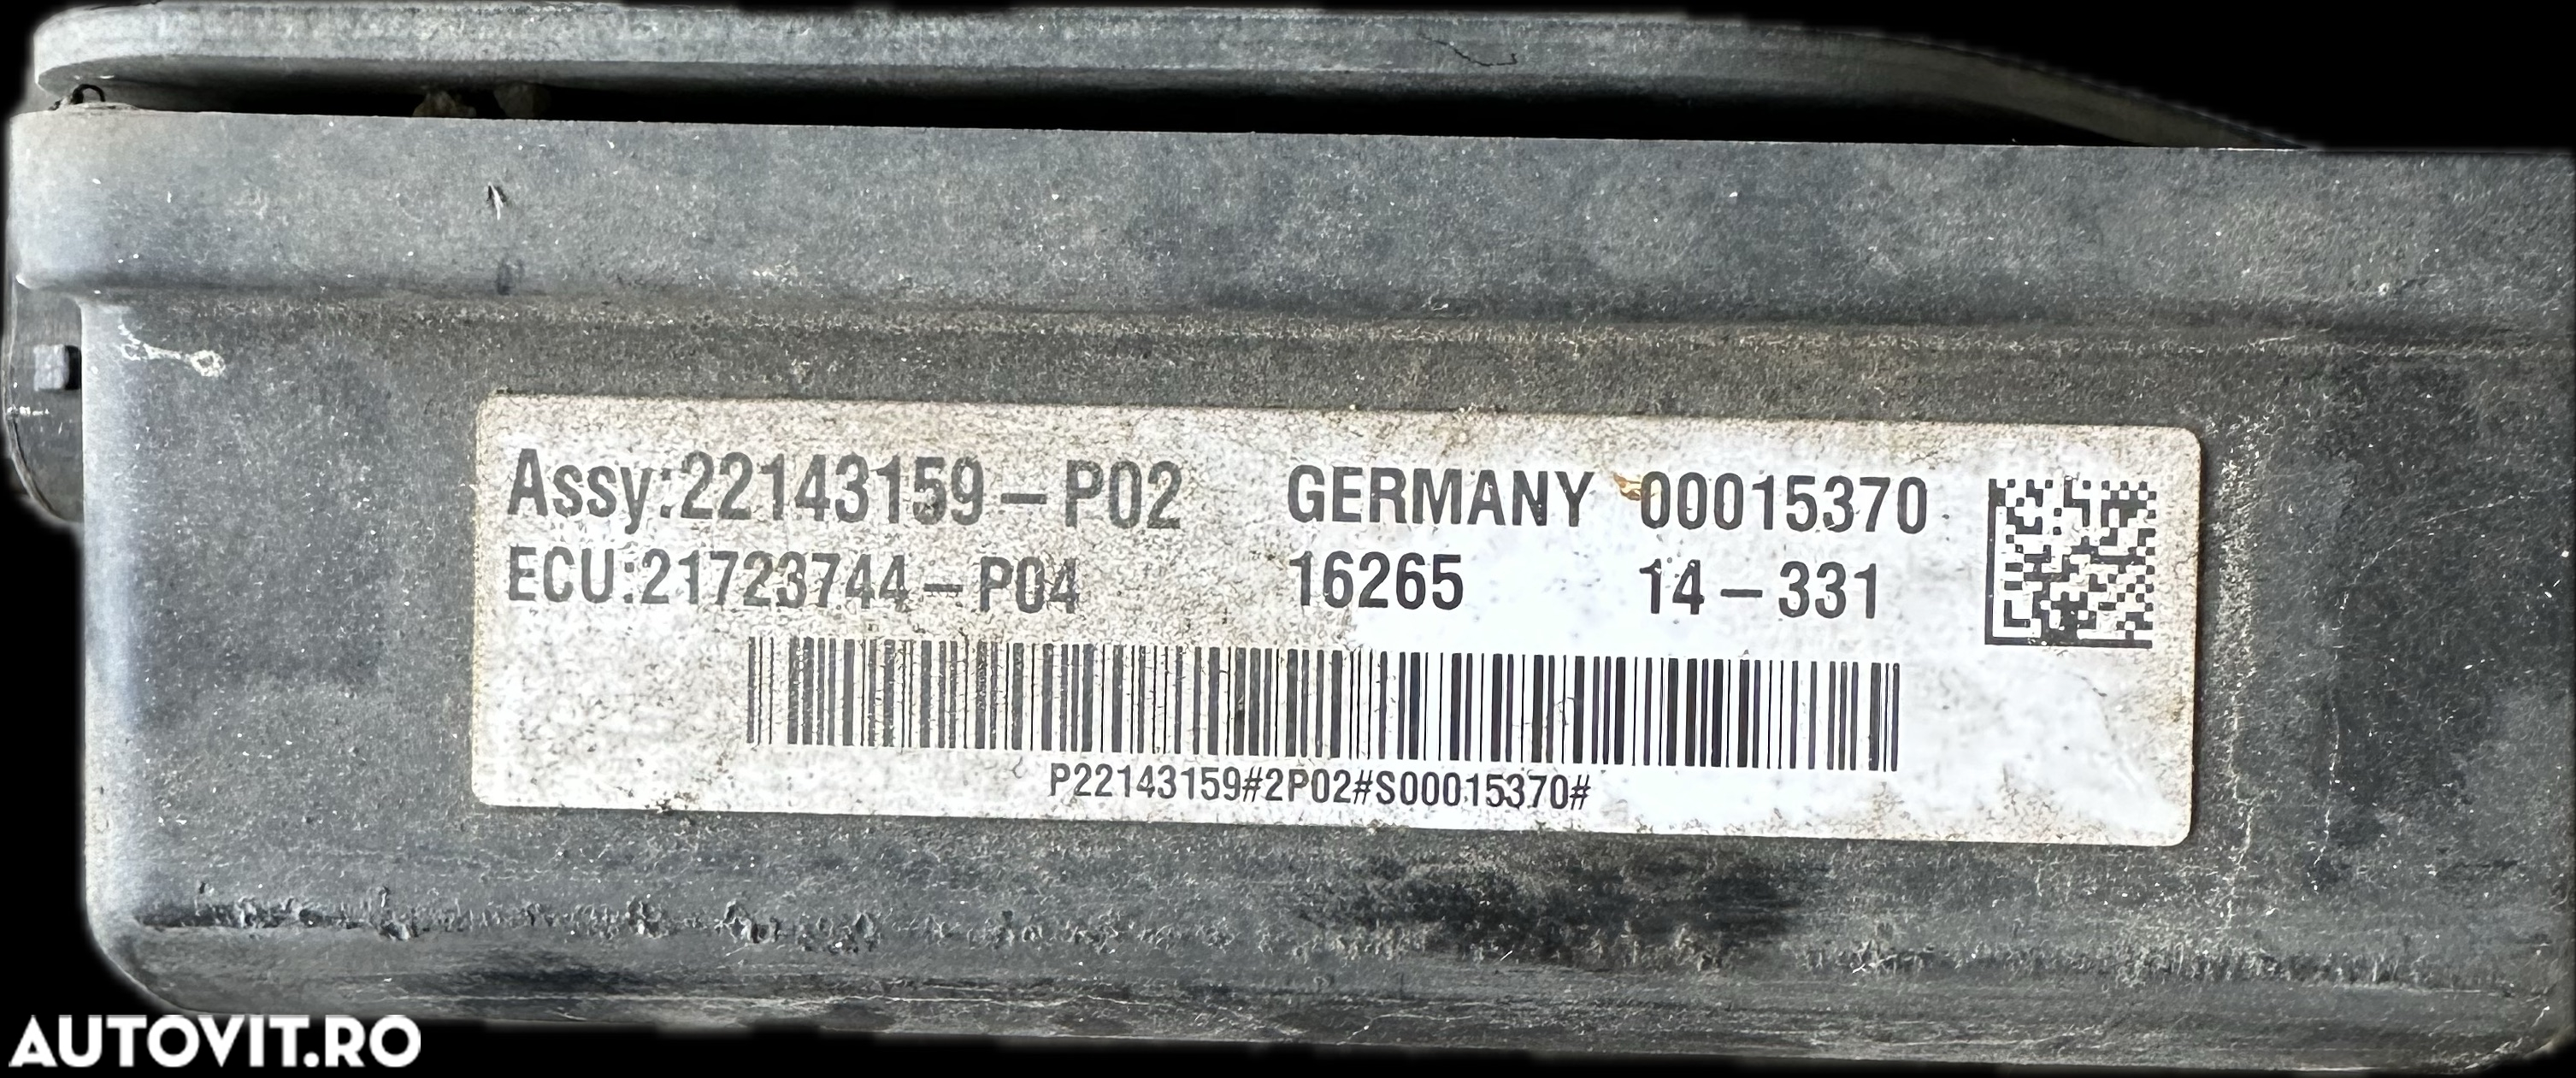 Assy:22143159-P02 GERMANY 00015370
ECU:21723744-P04 16265 14-331
P22143159#2P02#S00015370#
AUTOVIT.RO